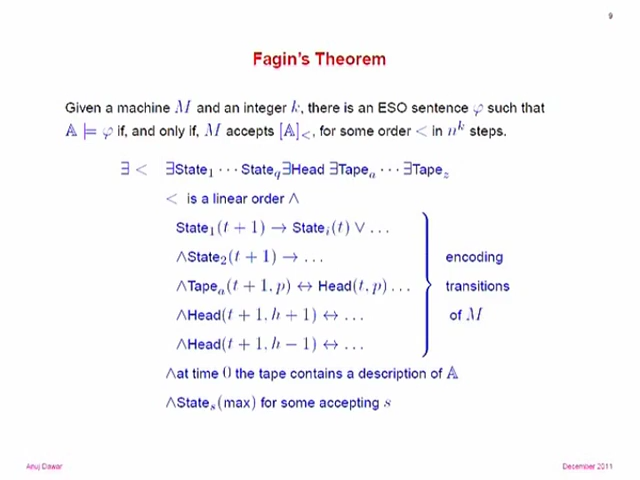 9
Fagin's Theorem
Given a machine M and an integer k, there is an ESO sentence φ such that
𝔸 ⊨ φ if, and only if, M accepts [𝔸]<, for some order < in n^k steps.
∃ < ∃State₁ ⋯ State_q ∃Head ∃Tape_a ⋯ ∃Tape_z
< is a linear order ∧
State₁(t + 1) → State_i(t) ∨ …
∧State₂(t + 1) → …
∧Tape_a(t + 1, p) ↔ Head(t, p) …
∧Head(t + 1, h + 1) ↔ …
∧Head(t + 1, h − 1) ↔ …
encoding
transitions
of M
∧at time 0 the tape contains a description of 𝔸
∧State_s(max) for some accepting s
Anuj Dawar
December 2011